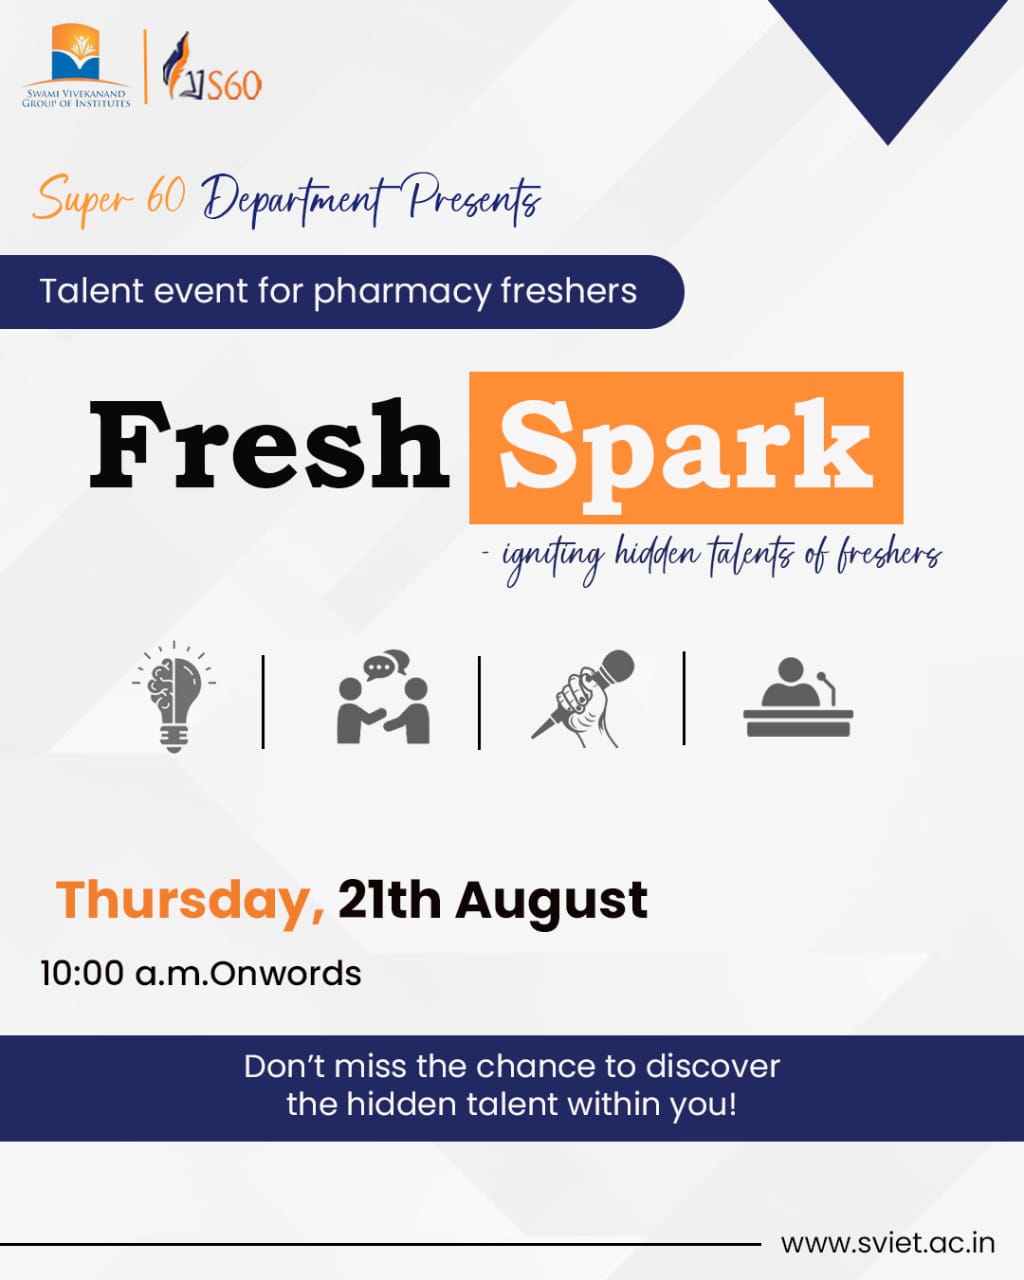 SWAMI VIVEKANAND
GROUP OF INSTITUTES
S60
Super 60 Department Presents
Talent event for pharmacy freshers
Fresh Spark
- igniting hidden talents of freshers
Thursday, 21th August
10:00 a.m.Onwords
Don't miss the chance to discover
the hidden talent within you!
www.sviet.ac.in